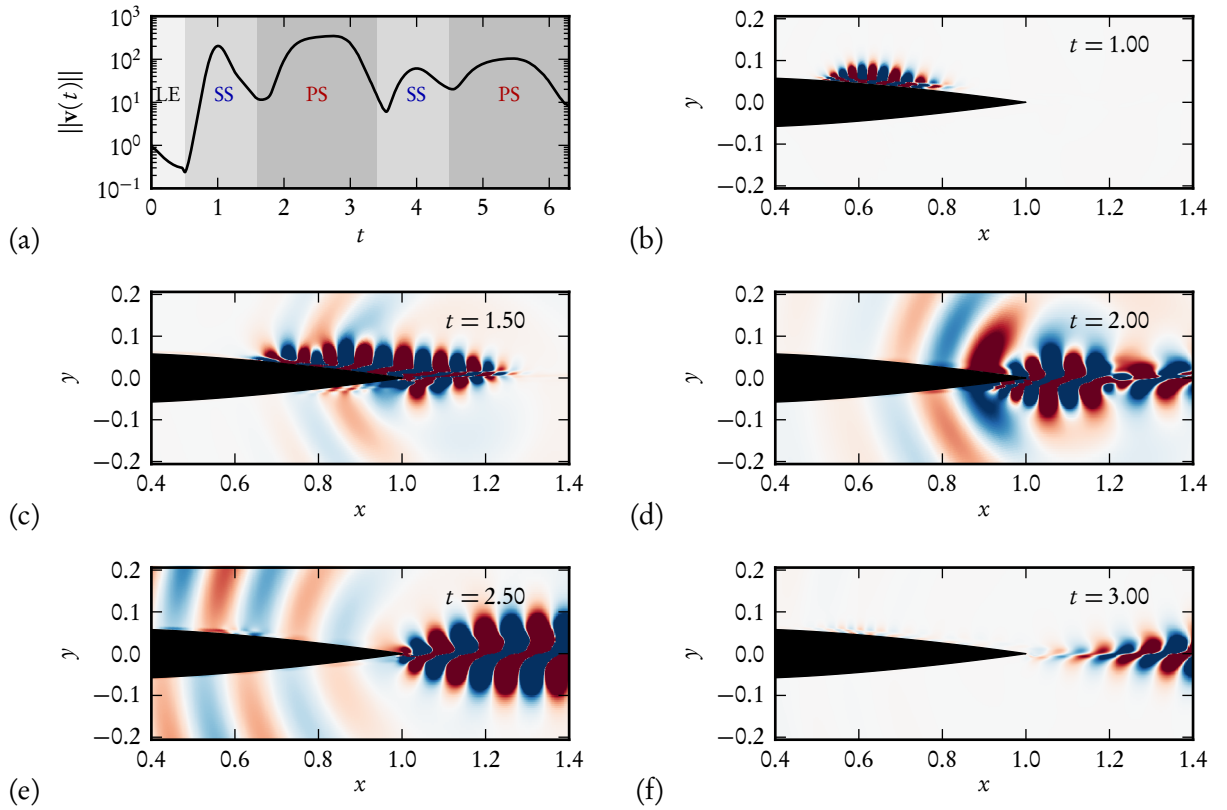 10³
10²
10¹
10⁰
10⁻¹
||v(t)||
LE SS PS SS PS
0 1 2 3 4 5 6
t
(a)
t = 1.00
0.2
0.1
0.0
−0.1
−0.2
y
0.4 0.6 0.8 1.0 1.2 1.4
x
(b)
t = 1.50
0.2
0.1
0.0
−0.1
−0.2
y
0.4 0.6 0.8 1.0 1.2 1.4
x
(c)
t = 2.00
0.2
0.1
0.0
−0.1
−0.2
y
0.4 0.6 0.8 1.0 1.2 1.4
x
(d)
t = 2.50
0.2
0.1
0.0
−0.1
−0.2
y
0.4 0.6 0.8 1.0 1.2 1.4
x
(e)
t = 3.00
0.2
0.1
0.0
−0.1
−0.2
y
0.4 0.6 0.8 1.0 1.2 1.4
x
(f)